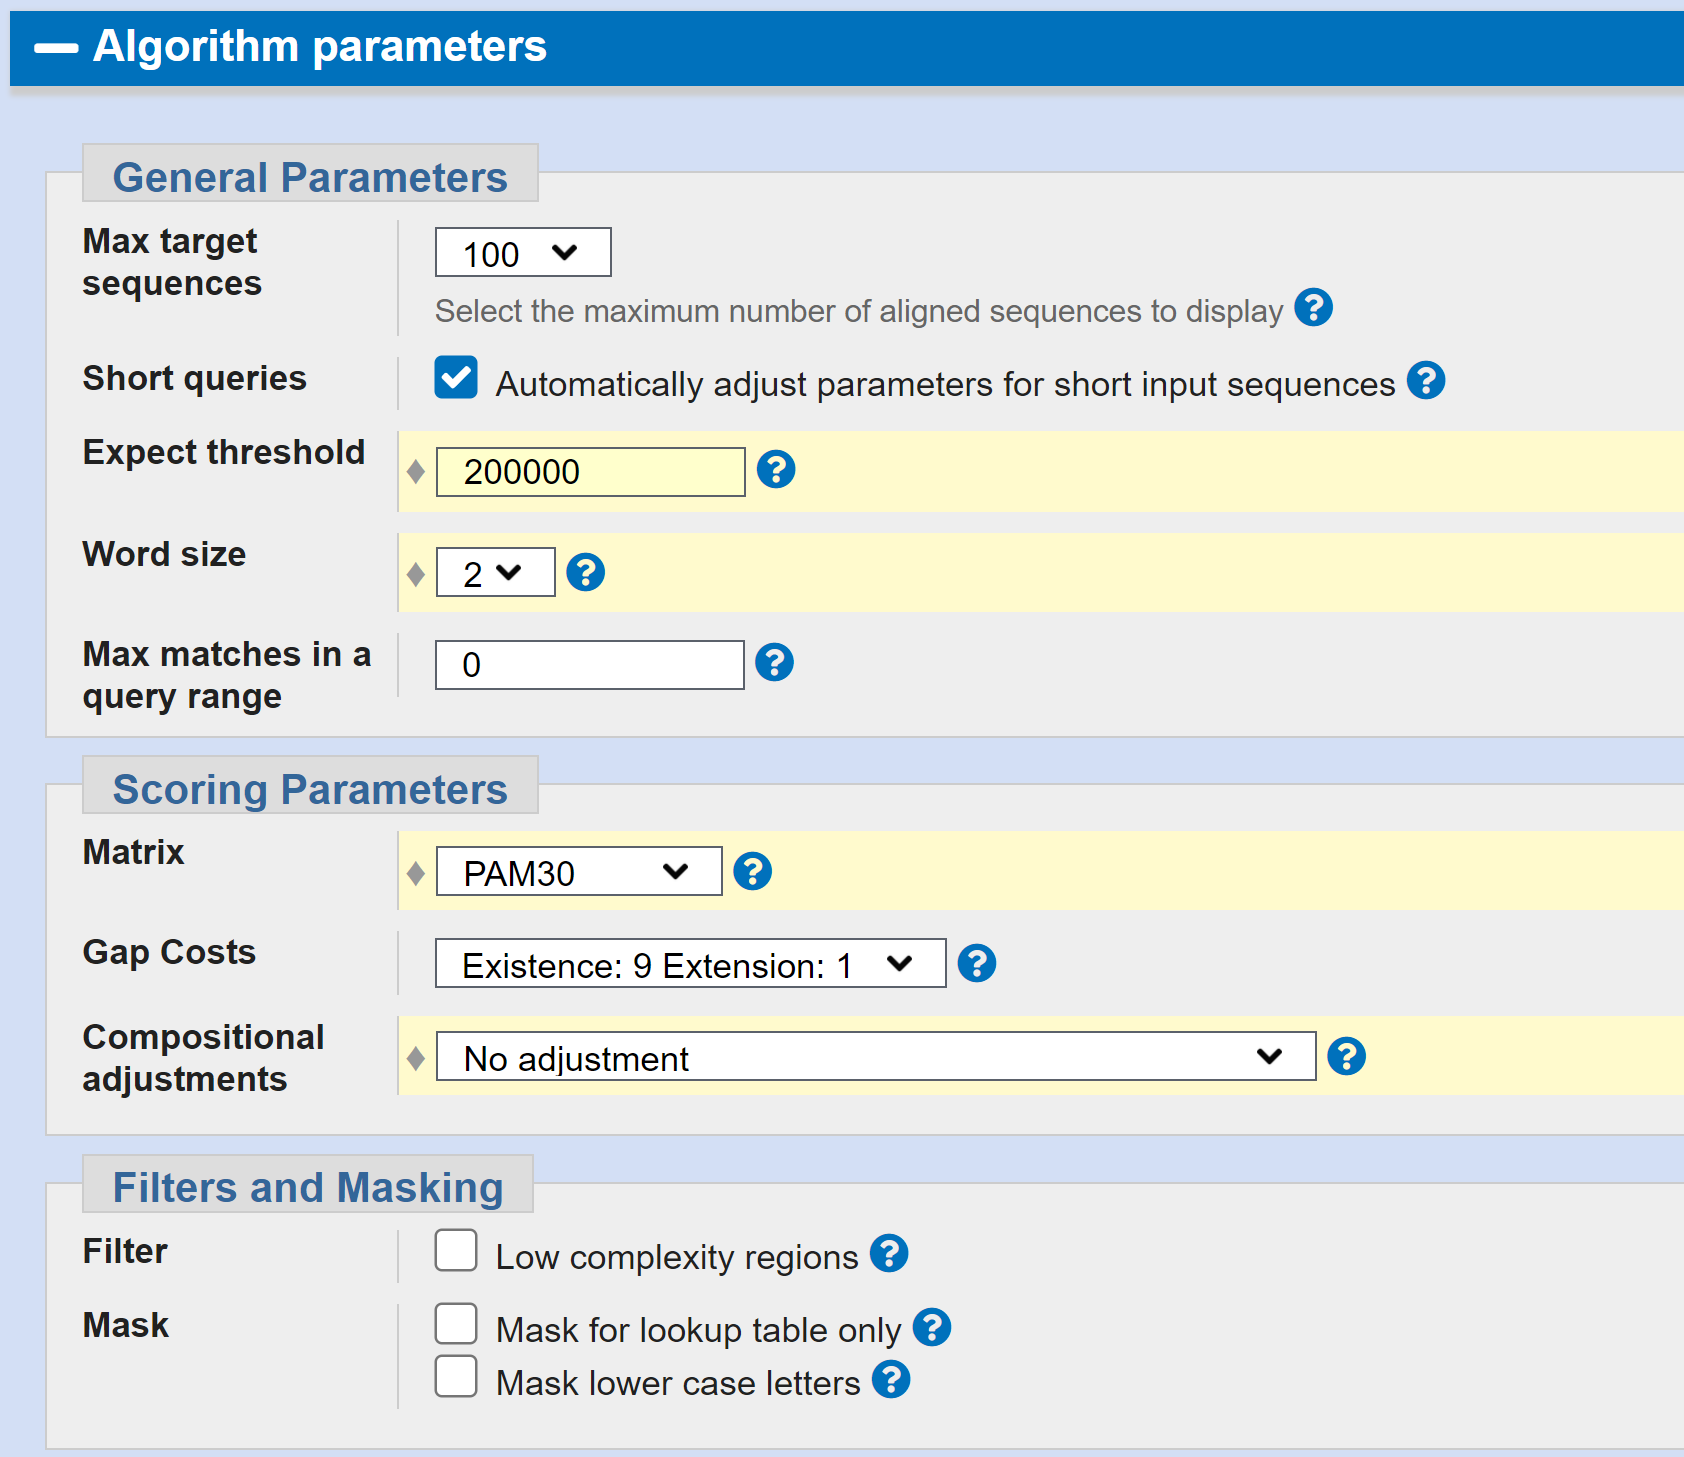 Algorithm parameters
General Parameters
Max target
sequences
100
Select the maximum number of aligned sequences to display ?
Short queries
Automatically adjust parameters for short input sequences ?
Expect threshold
200000 ?
Word size
2 ?
Max matches in a
query range
0 ?
Scoring Parameters
Matrix
PAM30 ?
Gap Costs
Existence: 9 Extension: 1 ?
Compositional
adjustments
No adjustment ?
Filters and Masking
Filter
Low complexity regions ?
Mask
Mask for lookup table only ?
Mask lower case letters ?